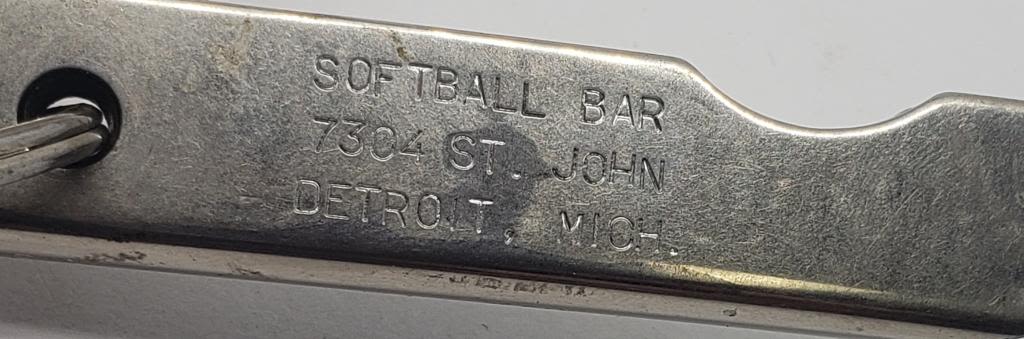 SOFTBALL BAR
7304 ST. JOHN
DETROIT, MICH.